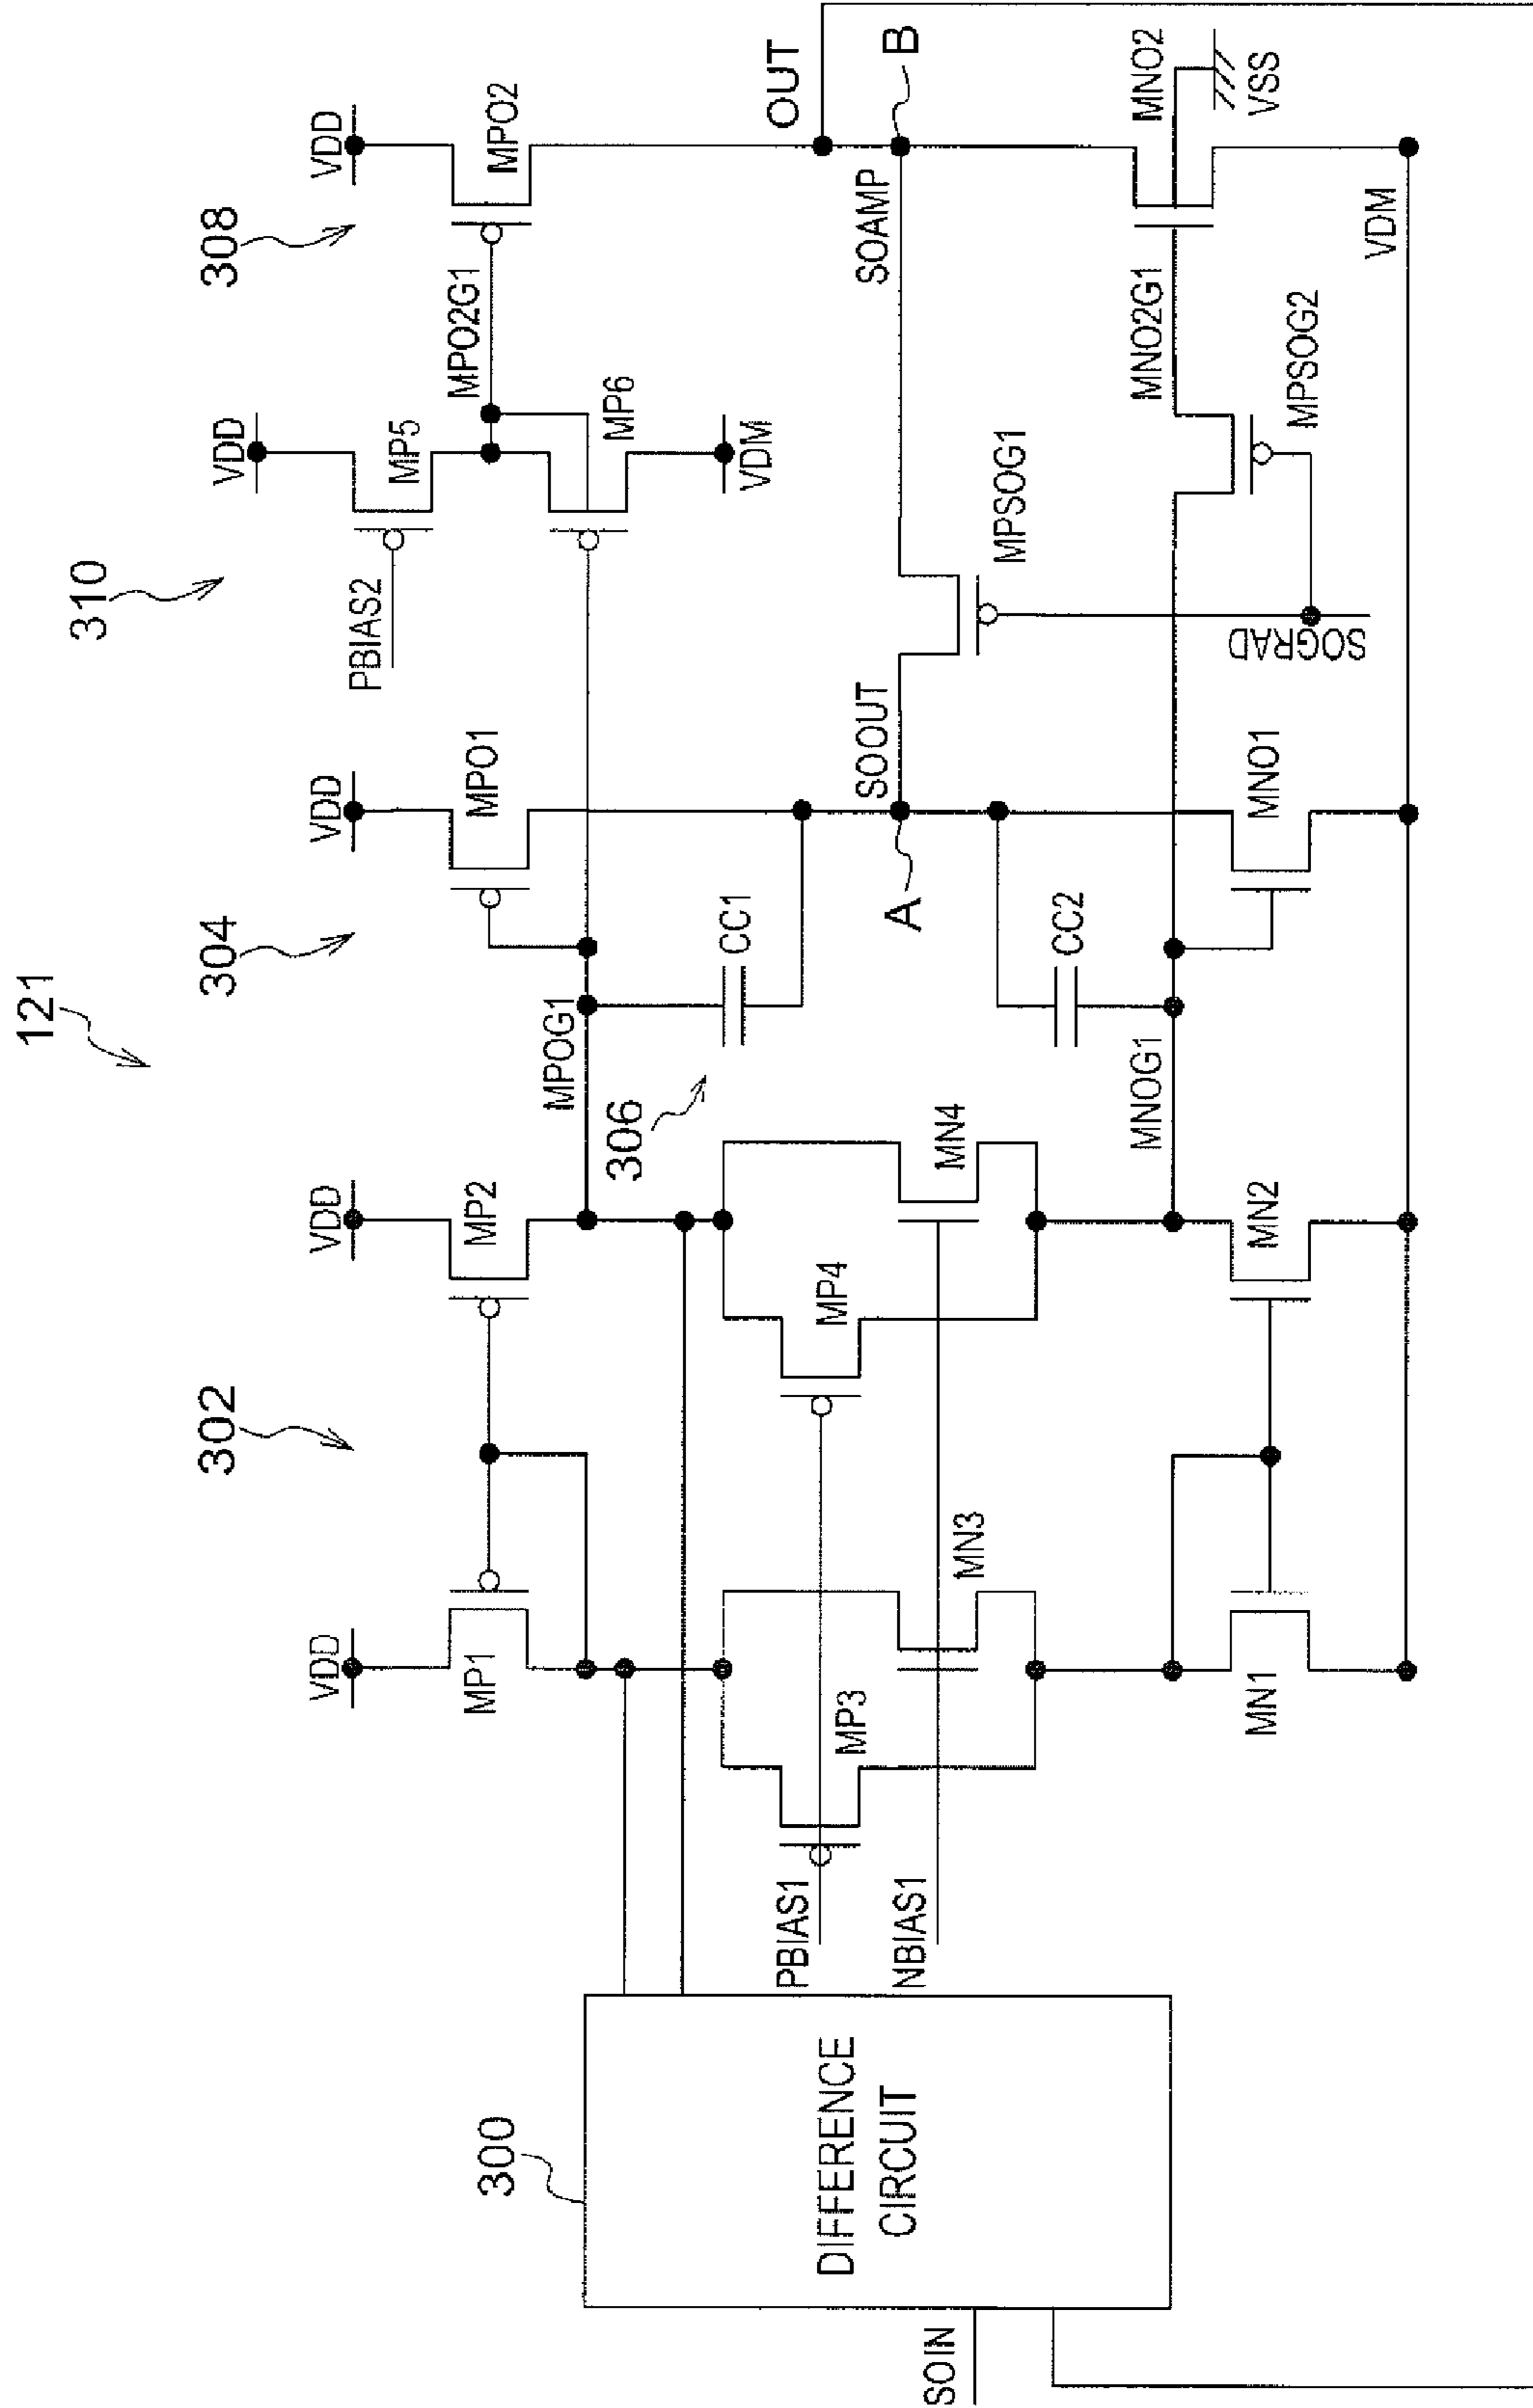 121
302
304
310
308
VDD
VDD
VDD
VDD
VDD
MP1
MP2
MPO1
MP5
MPO2
PBIAS2
MPO2G1
MP6
VDM
MPOG1
CC1
306
300
DIFFERENCE
CIRCUIT
PBIAS1
MP3
MP4
NBIAS1
MN3
MN4
SOIN
A
SOOUT
SOAMP
OUT
B
CC2
MPSOG1
MNOG1
MNO2G1
MNO2
VSS
MN1
MN2
MNO1
SOGRAD
MPSOG2
VDM